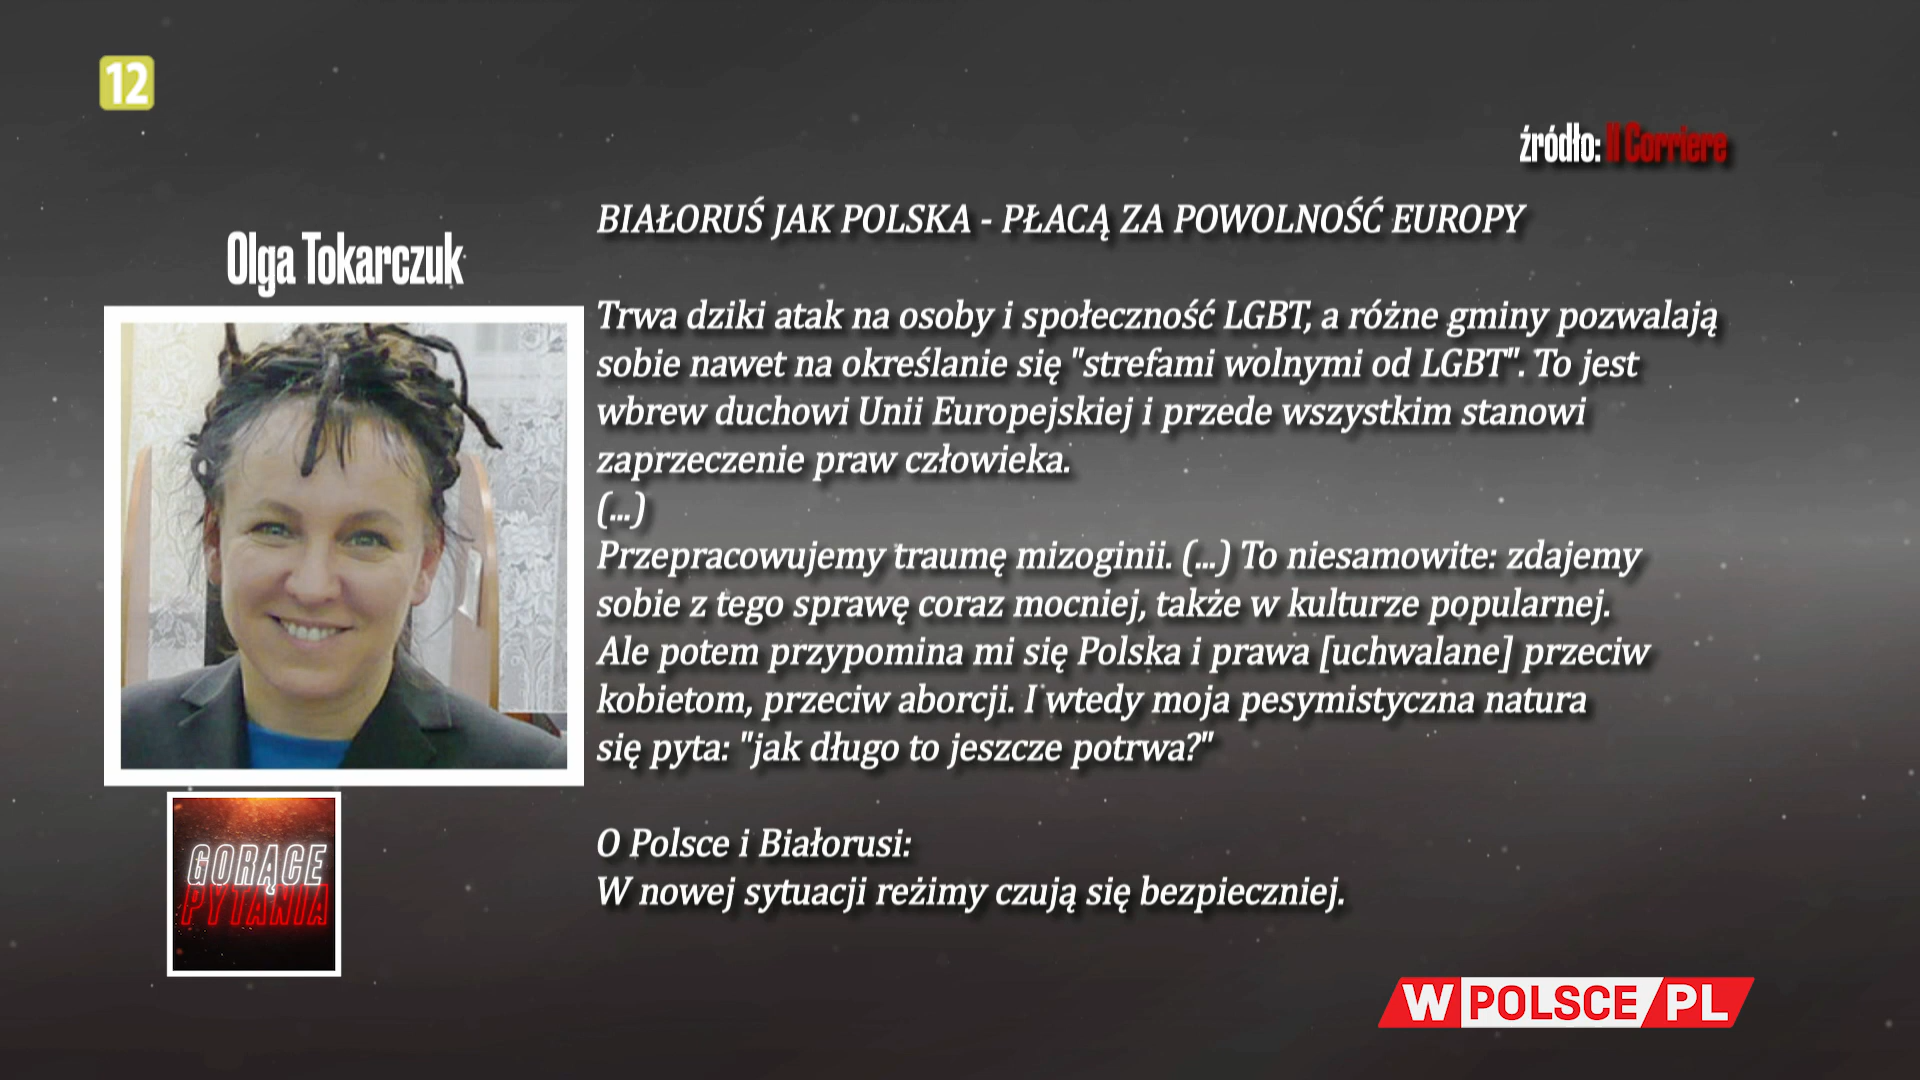 12
źródło: Il Corriere
Olga Tokarczuk
BIAŁORUŚ JAK POLSKA - PŁACĄ ZA POWOLNOŚĆ EUROPY
Trwa dziki atak na osoby i społeczność LGBT, a różne gminy pozwalają
sobie nawet na określanie się "strefami wolnymi od LGBT". To jest
wbrew duchowi Unii Europejskiej i przede wszystkim stanowi
zaprzeczenie praw człowieka.
(...)
Przepracowujemy traumę mizoginii. (...) To niesamowite: zdajemy
sobie z tego sprawę coraz mocniej, także w kulturze popularnej.
Ale potem przypomina mi się Polska i prawa [uchwalane] przeciw
kobietom, przeciw aborcji. I wtedy moja pesymistyczna natura
się pyta: "jak długo to jeszcze potrwa?"
O Polsce i Białorusi:
W nowej sytuacji reżimy czują się bezpieczniej.
GORĄCE
PYTANIA
W POLSCE/PL